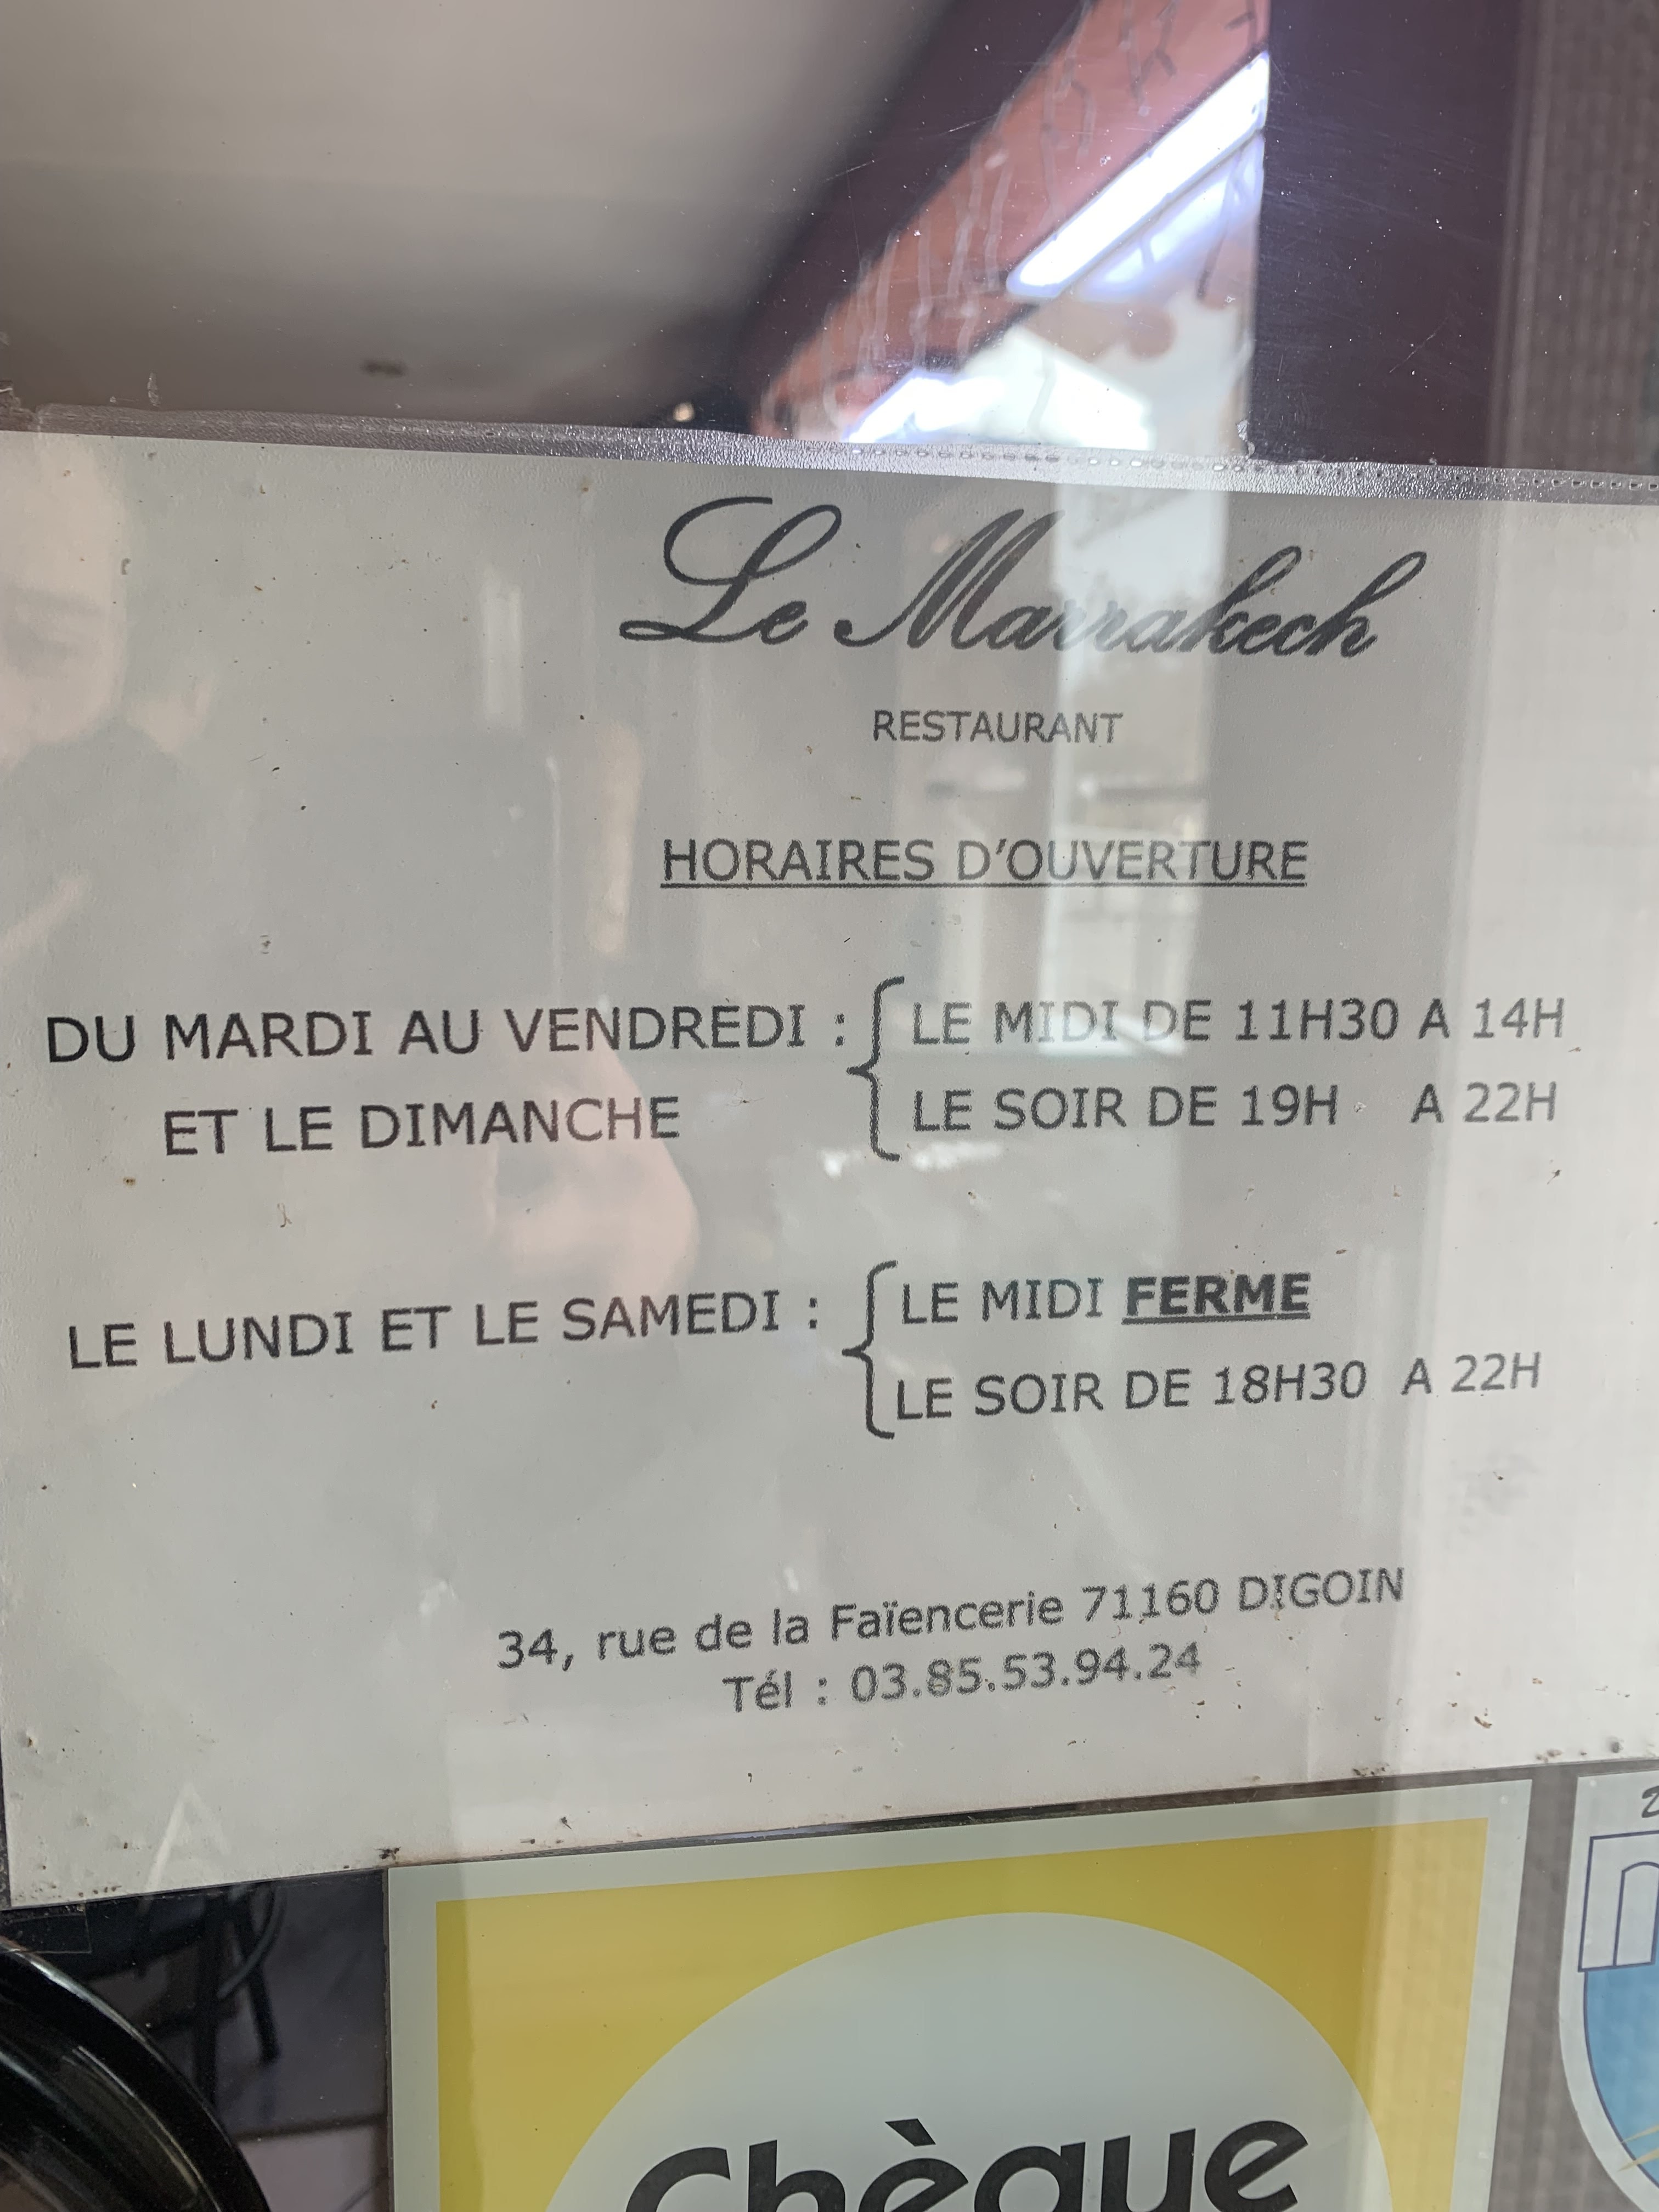 Le Marrakech
RESTAURANT
HORAIRES D'OUVERTURE
DU MARDI AU VENDREDI : LE MIDI DE 11H30 A 14H
ET LE DIMANCHE LE SOIR DE 19H A 22H
LE LUNDI ET LE SAMEDI : LE MIDI FERME
LE SOIR DE 18H30 A 22H
34, rue de la Faïencerie 71160 DIGOIN
Tél : 03.85.53.94.24
Chèque